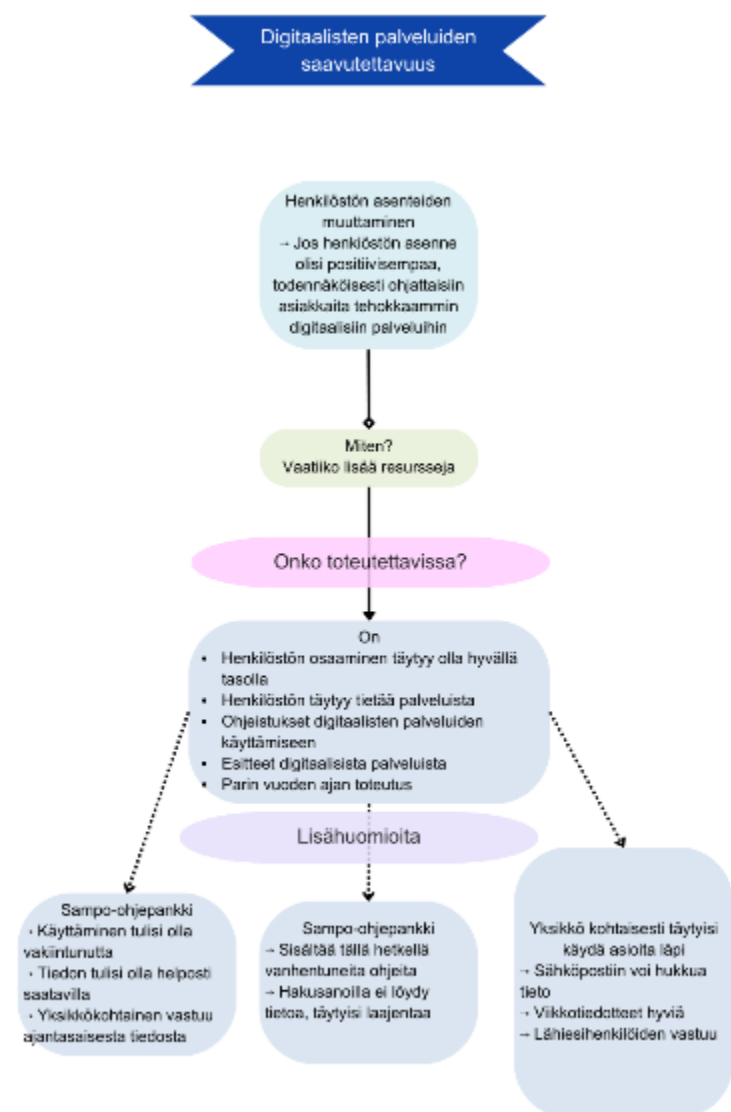 Digitaalisten palveluiden
saavutettavuus
Henkilöstön asenteiden
muuttaminen
→ Jos henkiöstön asenne
olisi positiivisempaa,
todennäköisesti ohjattaisiin
asiakkaita tehokkaammin
digitaalisiin palveluihin
Miten?
Vaatiiko lisää resursseja
Onko toteutettavissa?
On
• Henkilöstön osaaminen täytyy olla hyvällä
tasolla
• Henkilöstön täytyy tietää palveluista
• Ohjeistukset digitaalisten palveluiden
käyttämiseen
• Esitteet digitaalisista palveluista
• Parin vuoden ajan toteutus
Lisähuomioita
Sampo-ohjepankki
→ Käyttäminen tulisi olla
vakiintunutta
→ Tiedon tulisi olla helposti
saatavilla
→ Yksikkökohtainen vastuu
ajantasaisesta tiedosta
Sampo-ohjepankki
→ Sisältää tällä hetkellä
vanhentuneita ohjeita
→ Hakusanoilla ei löydy
tietoa, täytyisi laajentaa
Yksikkö kohtaisesti täytyisi
käydä asioita läpi
→ Sähköpostiin voi hukkua
tieto
→ Viikkotiedotteet hyviä
→ Lähiesihenkilöiden vastuu